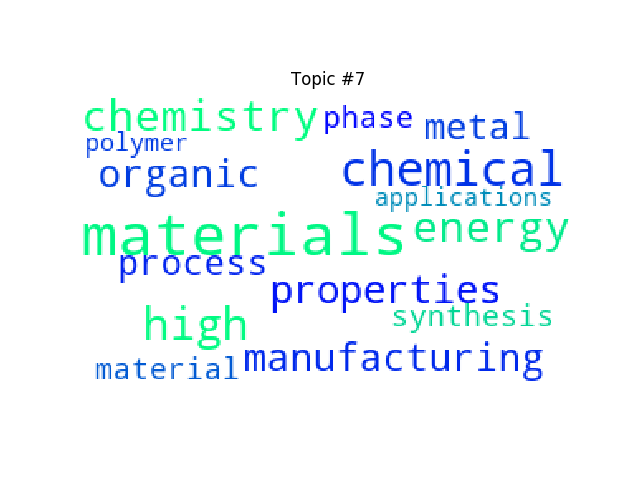 Topic #7
chemistry phase metal
polymer
organic chemical
applications
materials energy
process
properties
high synthesis
material manufacturing